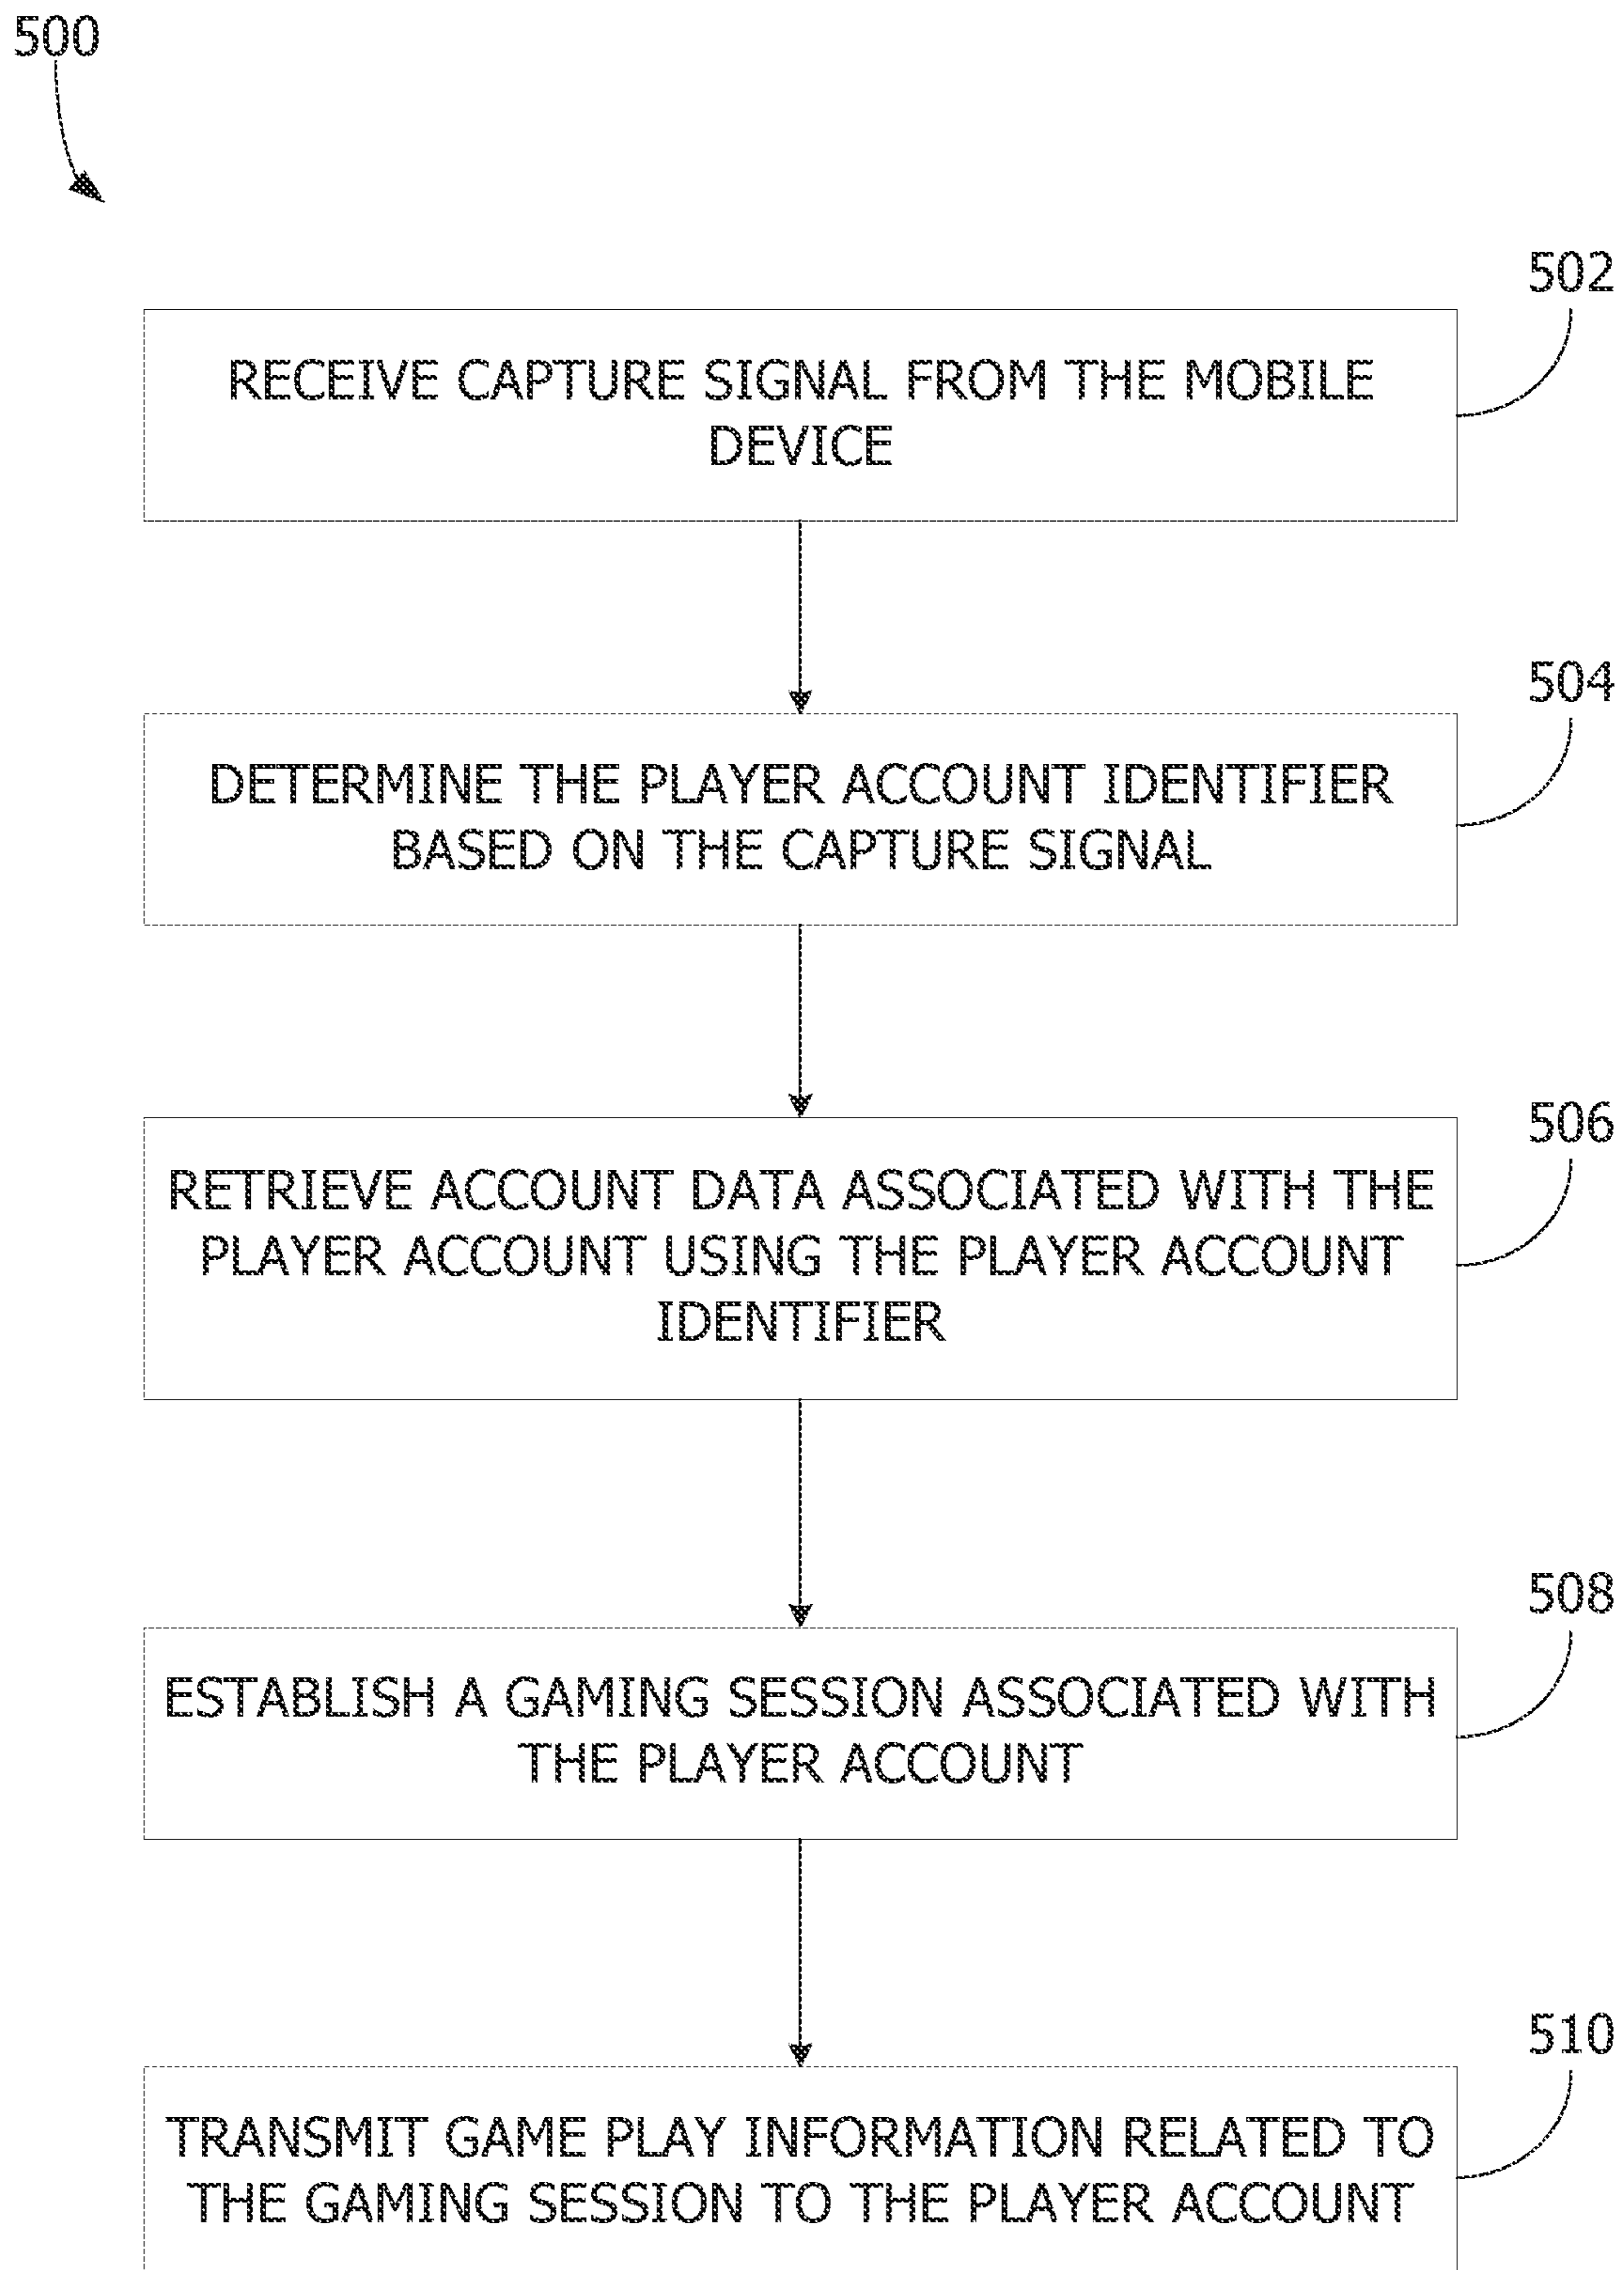 500
502
RECEIVE CAPTURE SIGNAL FROM THE MOBILE
DEVICE
504
DETERMINE THE PLAYER ACCOUNT IDENTIFIER
BASED ON THE CAPTURE SIGNAL
506
RETRIEVE ACCOUNT DATA ASSOCIATED WITH THE
PLAYER ACCOUNT USING THE PLAYER ACCOUNT
IDENTIFIER
508
ESTABLISH A GAMING SESSION ASSOCIATED WITH
THE PLAYER ACCOUNT
510
TRANSMIT GAME PLAY INFORMATION RELATED TO
THE GAMING SESSION TO THE PLAYER ACCOUNT